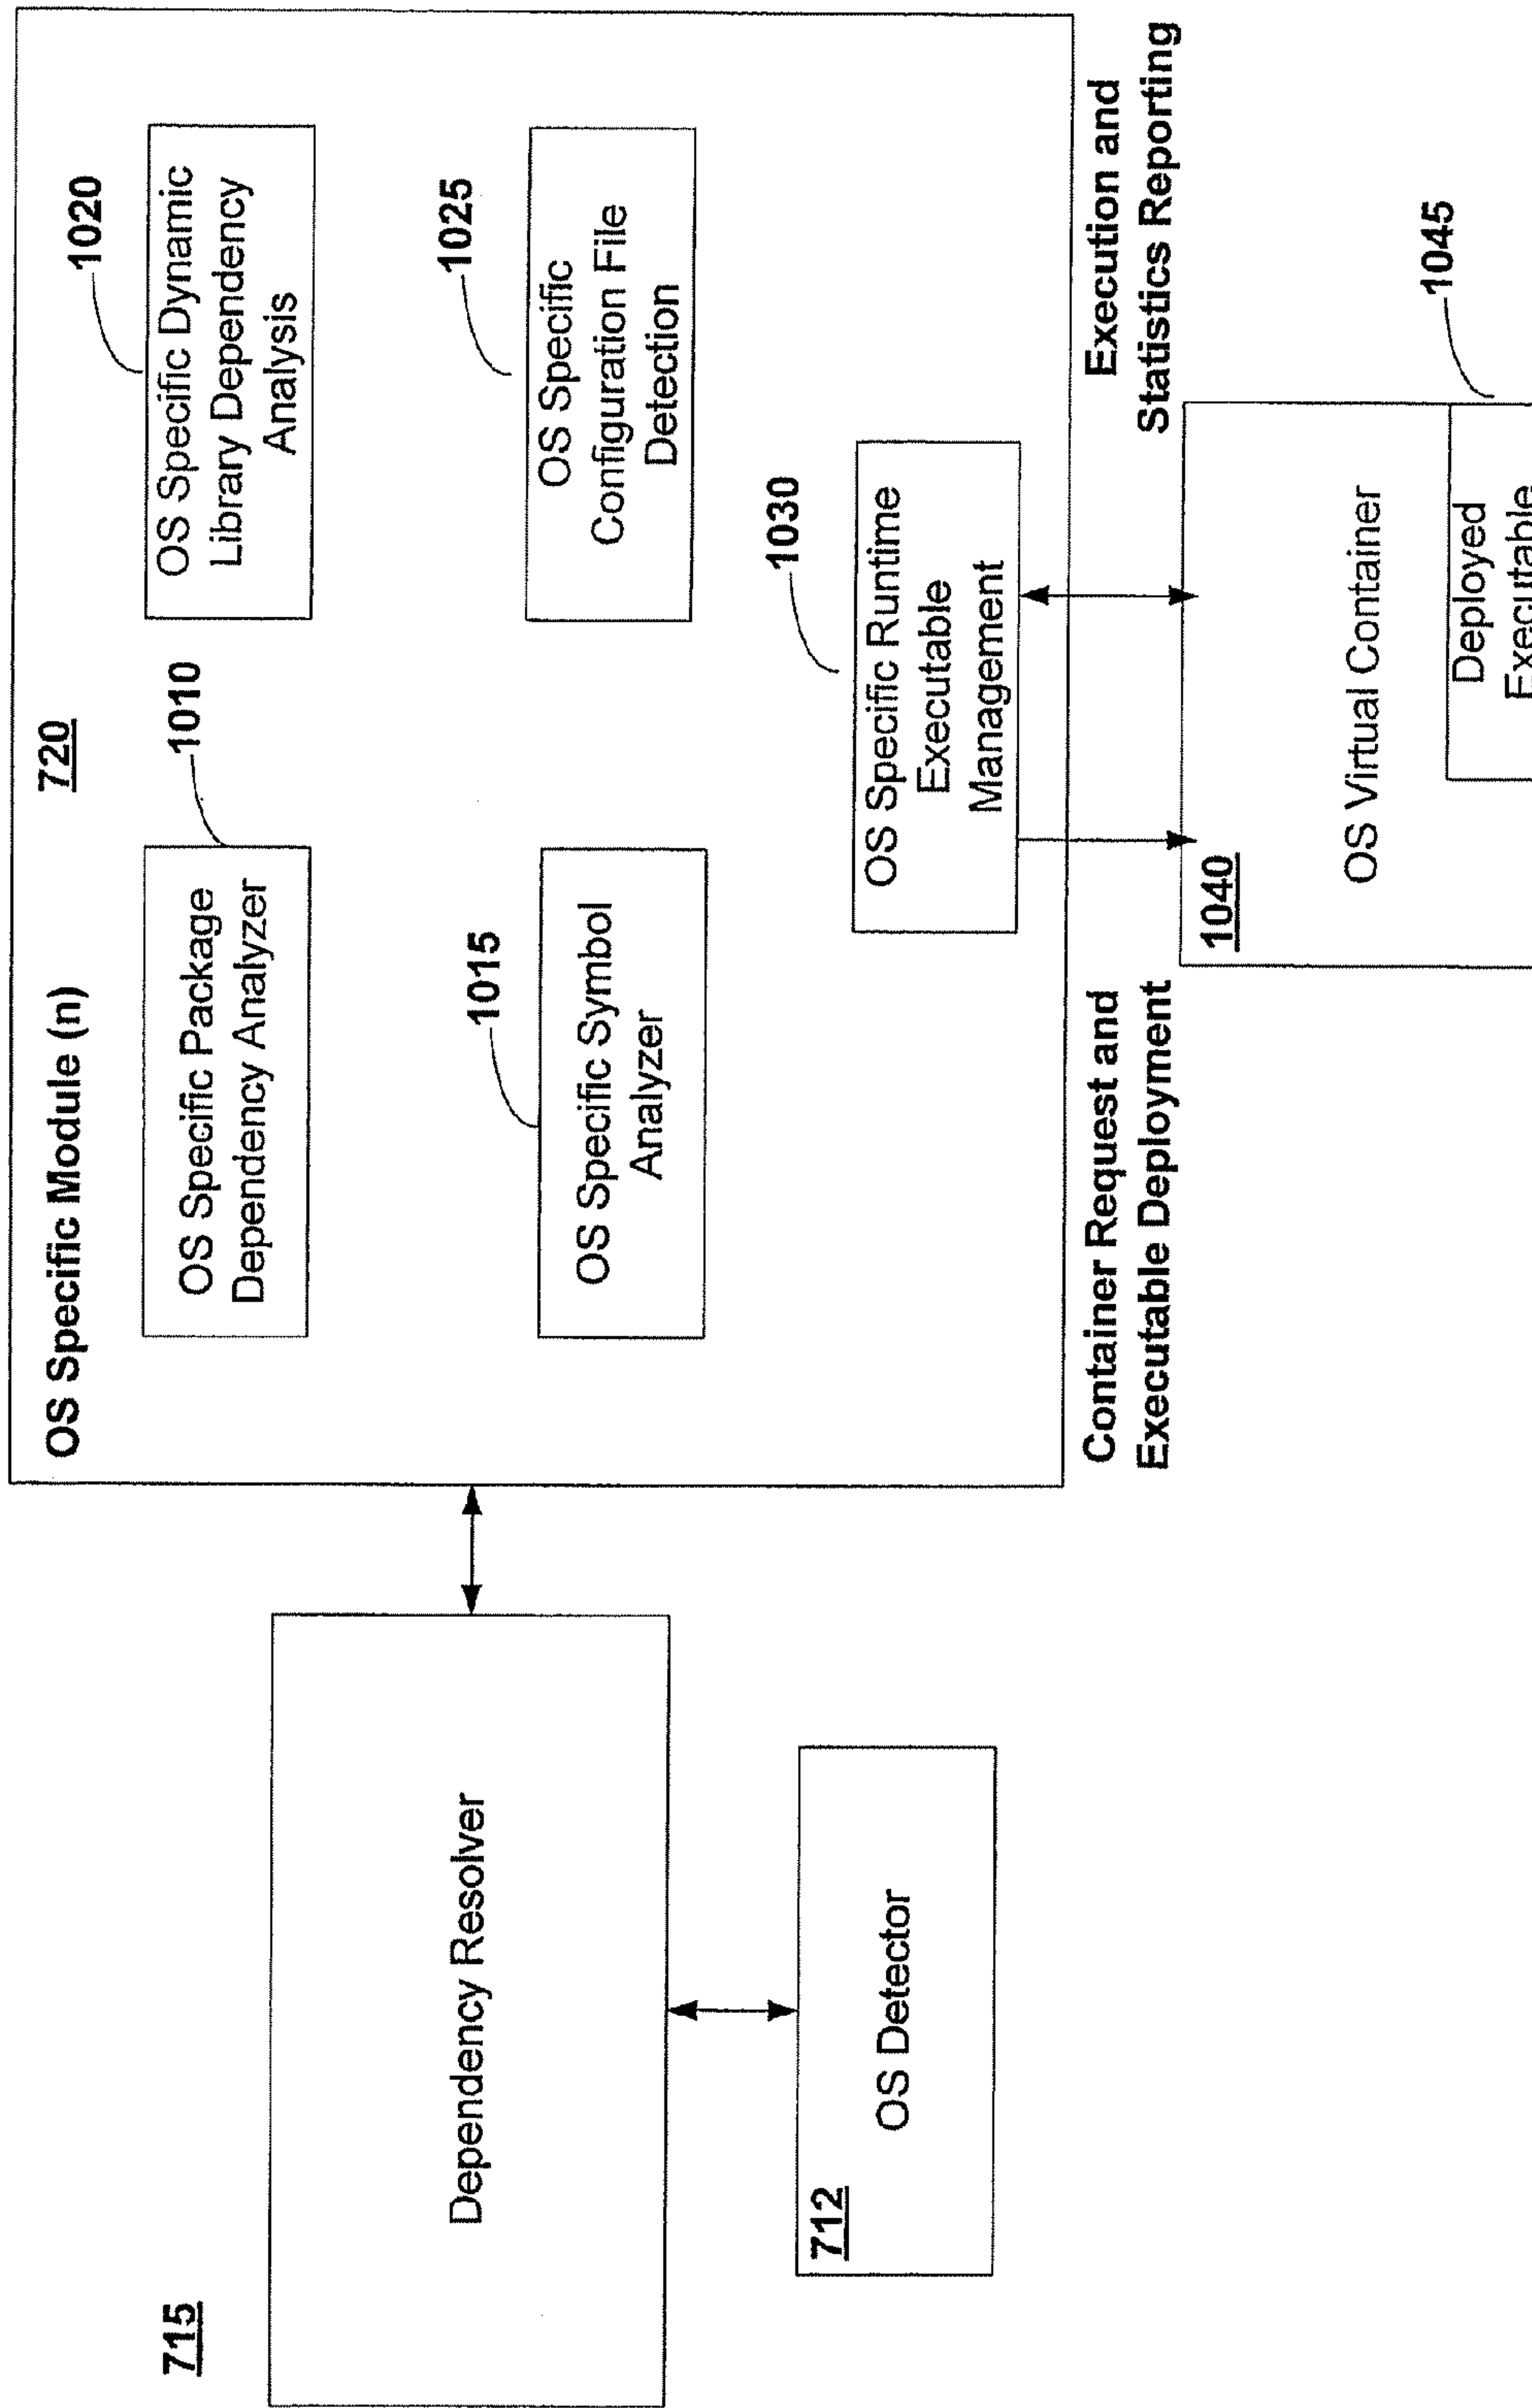 715
Dependency Resolver
712
OS Detector
OS Specific Module (n)
720
OS Specific Package
Dependency Analyzer
1010
OS Specific Dynamic
Library Dependency
Analysis
1020
OS Specific Symbol
Analyzer
1015
OS Specific
Configuration File
Detection
1025
OS Specific Runtime
Executable
Management
1030
Container Request and
Executable Deployment
Execution and
Statistics Reporting
1040
OS Virtual Container
Deployed
Executable
1045